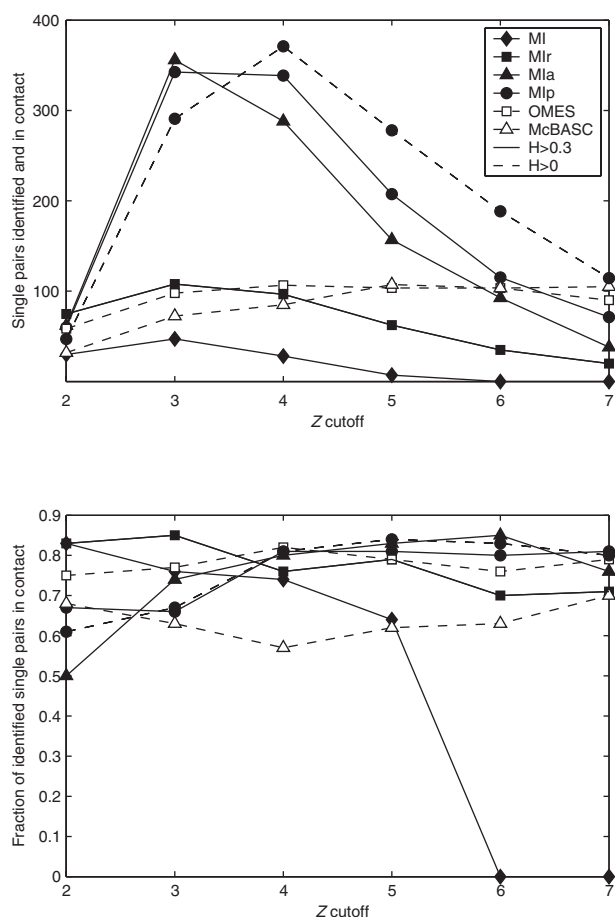 400
300
200
100
Single pairs identified and in contact
MI
MIr
MIa
MIp
OMES
McBASC
H>0.3
H>0
2 3 4 5 6 7
Z cutoff
0.9
0.8
0.7
0.6
0.5
0.4
0.3
0.2
0.1
0
Fraction of identified single pairs in contact
2 3 4 5 6 7
Z cutoff